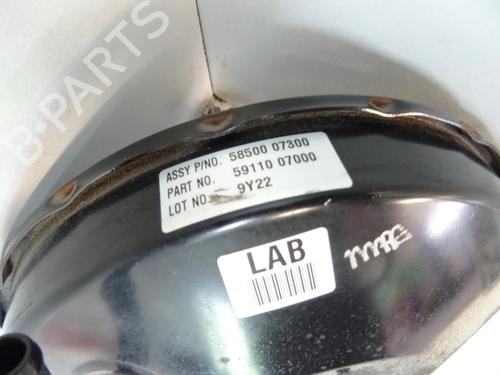 B-PARTS
ASSY P/NO. 58500 07300
PART NO. 59110 07000
LOT NO. 9Y22
LAB